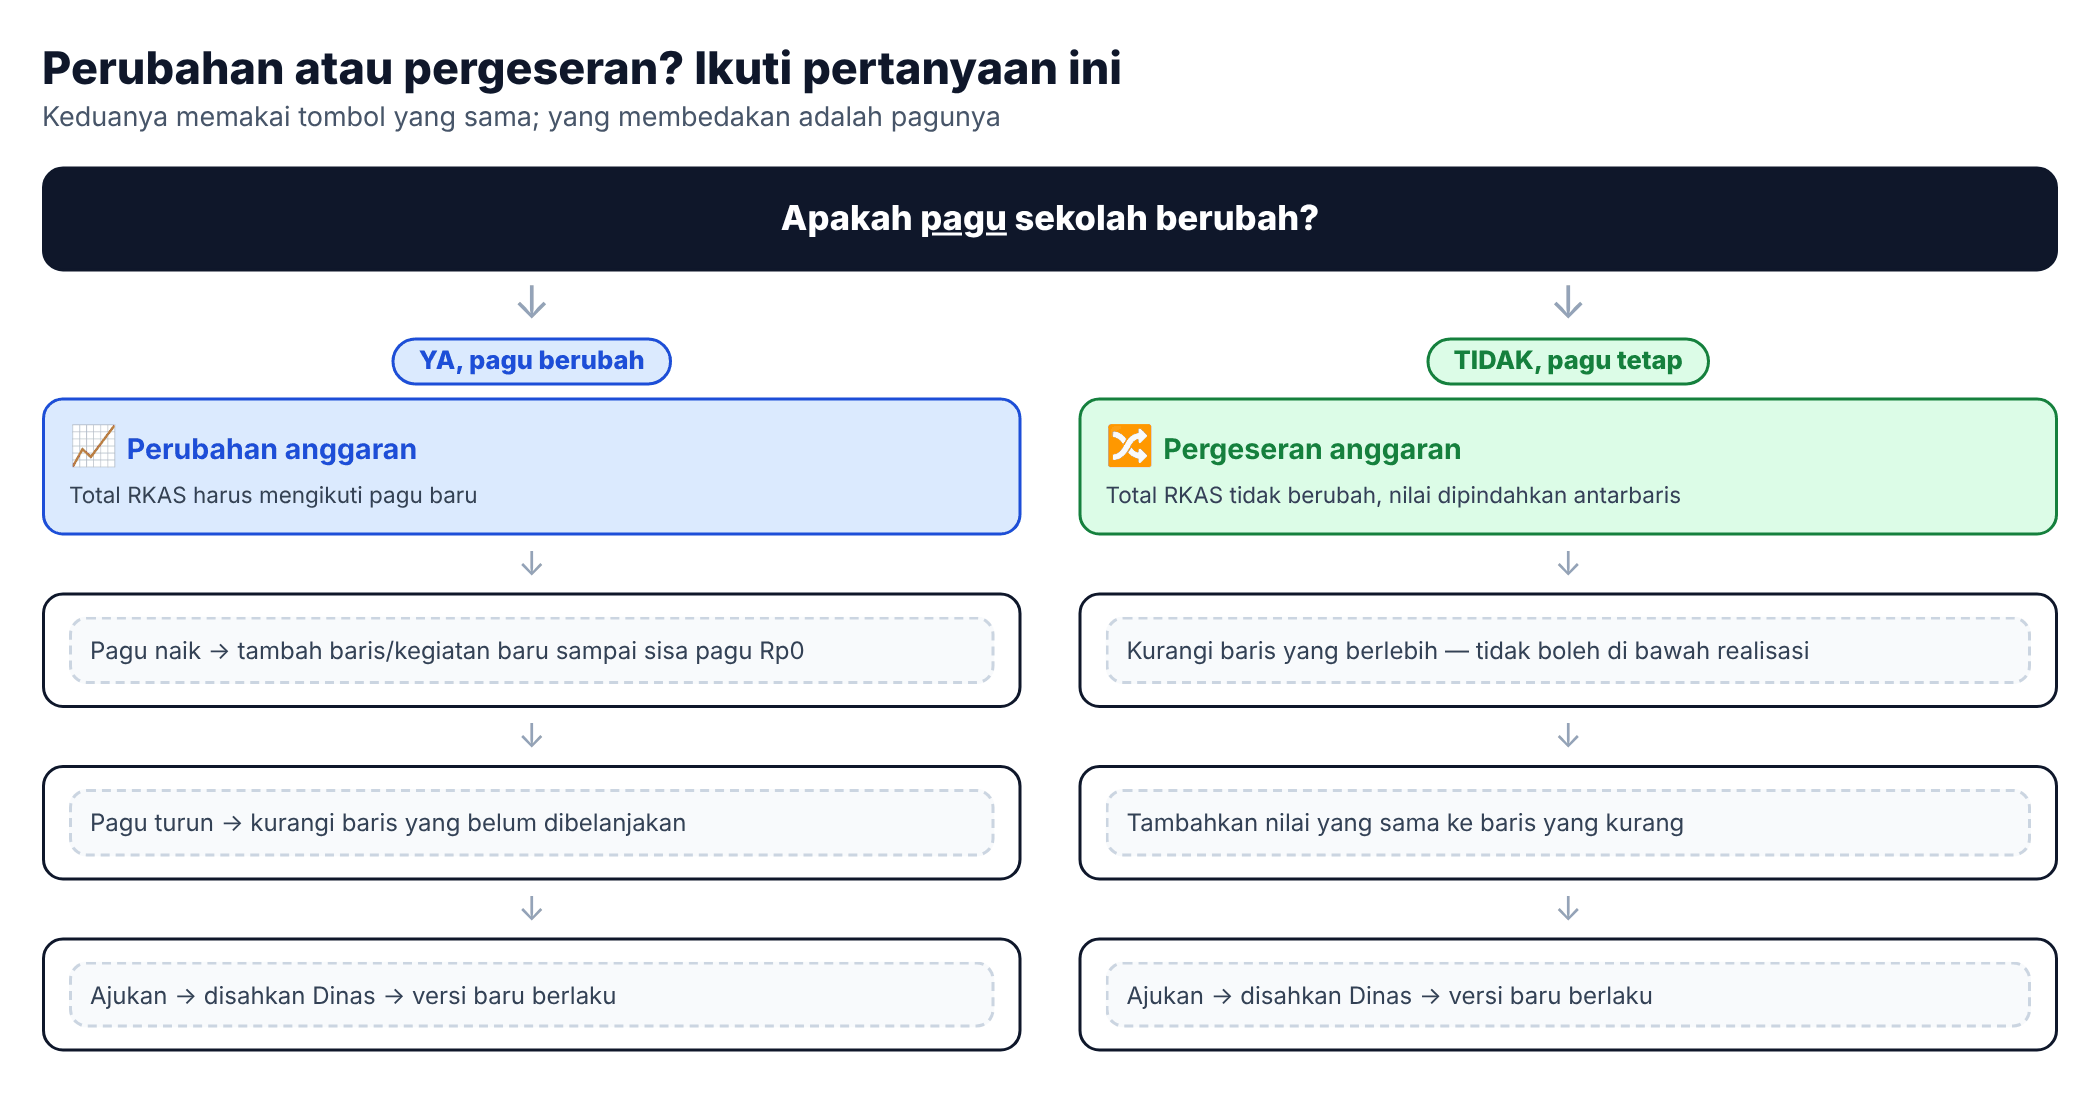 Perubahan atau pergeseran? Ikuti pertanyaan ini
Keduanya memakai tombol yang sama; yang membedakan adalah pagunya
Apakah pagu sekolah berubah?
YA, pagu berubah
Perubahan anggaran
Total RKAS harus mengikuti pagu baru
Pagu naik → tambah baris/kegiatan baru sampai sisa pagu Rp0
Pagu turun → kurangi baris yang belum dibelanjakan
Ajukan → disahkan Dinas → versi baru berlaku
TIDAK, pagu tetap
Pergeseran anggaran
Total RKAS tidak berubah, nilai dipindahkan antarbaris
Kurangi baris yang berlebih — tidak boleh di bawah realisasi
Tambahkan nilai yang sama ke baris yang kurang
Ajukan → disahkan Dinas → versi baru berlaku